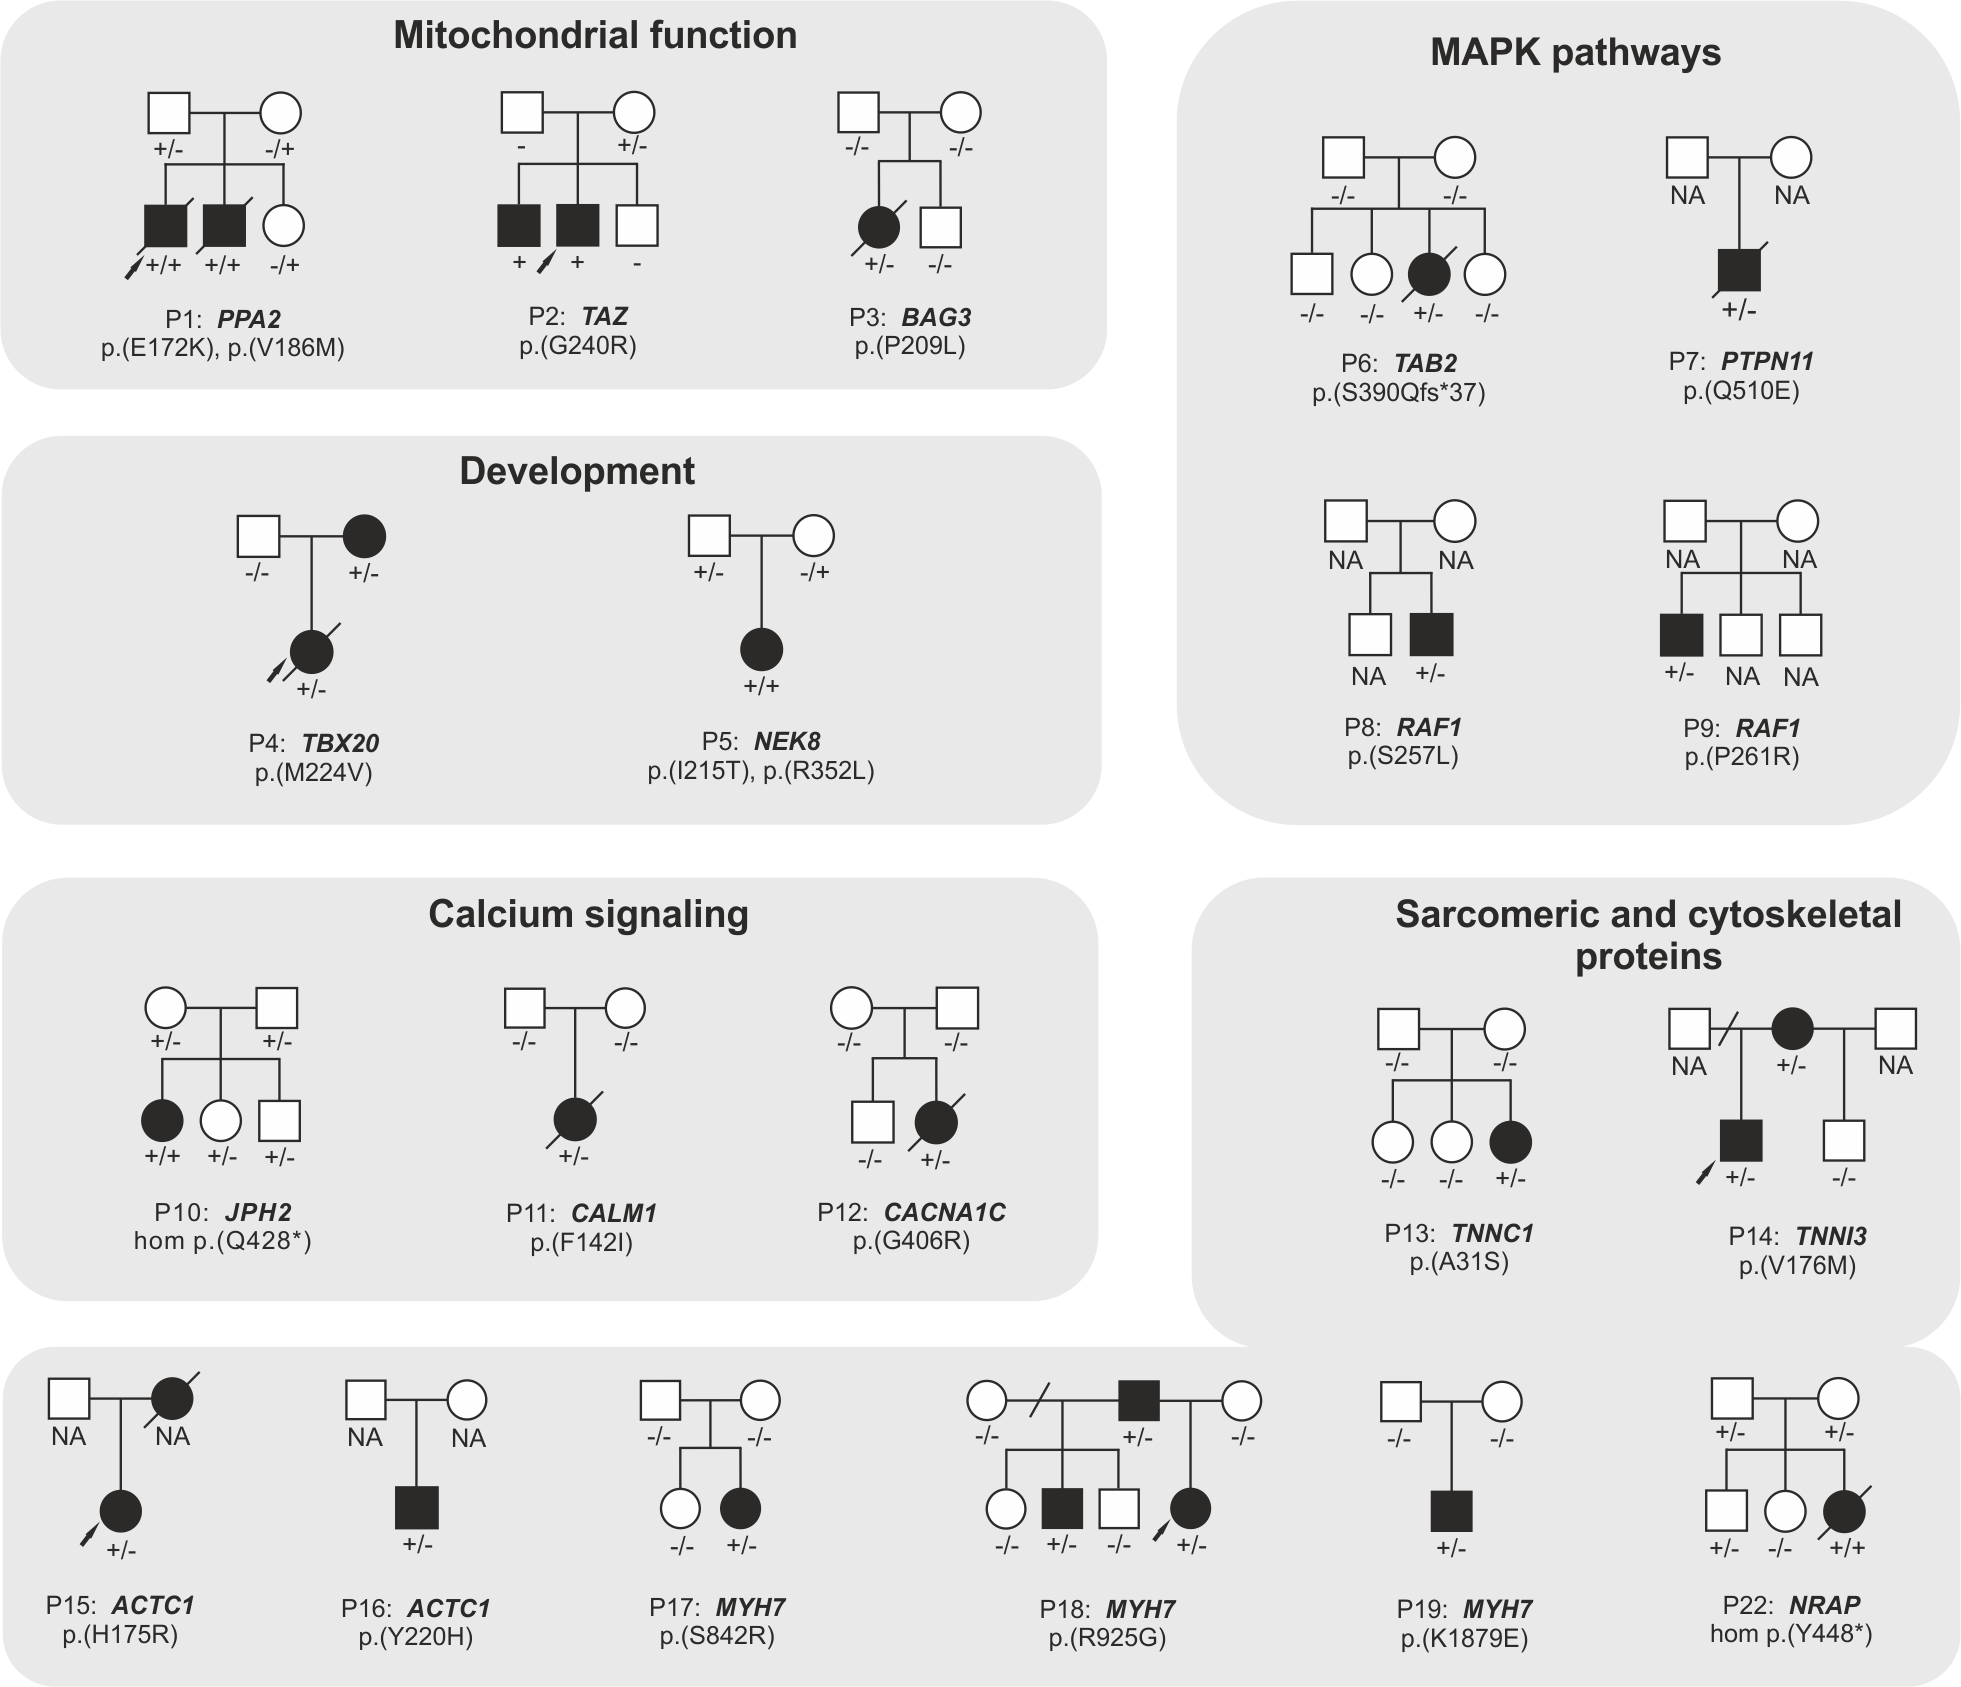 Mitochondrial function
+/- -/+
+/+ +/+ -/+
P1: PPA2
p.(E172K), p.(V186M)
- +/-
+ + -
P2: TAZ
p.(G240R)
-/- -/-
+/- -/-
P3: BAG3
p.(P209L)
MAPK pathways
-/- -/-
-/- -/- +/- -/-
P6: TAB2
p.(S390Qfs*37)
NA NA
+/-
P7: PTPN11
p.(Q510E)
NA NA
NA +/-
P8: RAF1
p.(S257L)
NA NA
+/- NA NA
P9: RAF1
p.(P261R)
Development
-/- +/-
+/-
P4: TBX20
p.(M224V)
+/- -/+
+/+
P5: NEK8
p.(I215T), p.(R352L)
Calcium signaling
+/- +/-
+/+ +/- +/-
P10: JPH2
hom p.(Q428*)
-/- -/-
+/-
P11: CALM1
p.(F142I)
-/- -/-
-/- +/-
P12: CACNA1C
p.(G406R)
Sarcomeric and cytoskeletal
proteins
-/- -/-
-/- -/- +/-
P13: TNNC1
p.(A31S)
NA +/- NA
+/- -/-
P14: TNNI3
p.(V176M)
NA NA
+/-
P15: ACTC1
p.(H175R)
NA NA
+/-
P16: ACTC1
p.(Y220H)
-/- -/-
-/- +/-
P17: MYH7
p.(S842R)
-/- +/- -/-
-/- +/- -/- +/-
P18: MYH7
p.(R925G)
-/- -/-
+/-
P19: MYH7
p.(K1879E)
+/- +/-
+/- -/- +/+
P22: NRAP
hom p.(Y448*)